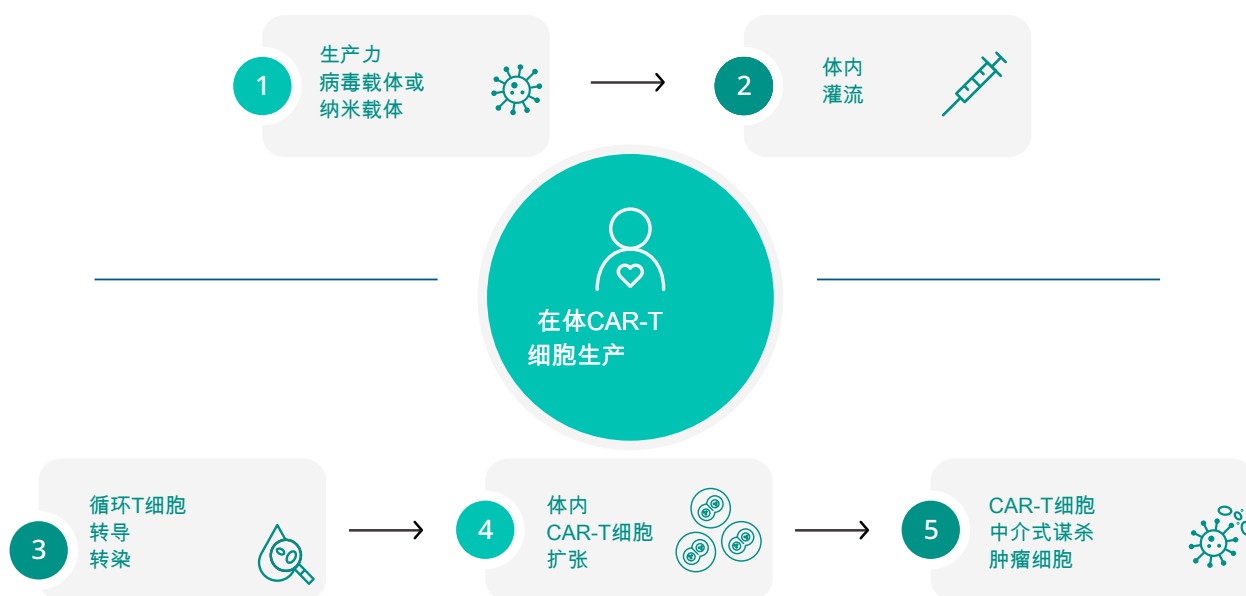 1
生产力
病毒载体或
纳米载体
2
体内
灌流
在体CAR-T
细胞生产
3
循环T细胞
转导
转染
4
体内
CAR-T细胞
扩张
5
CAR-T细胞
中介式谋杀
肿瘤细胞